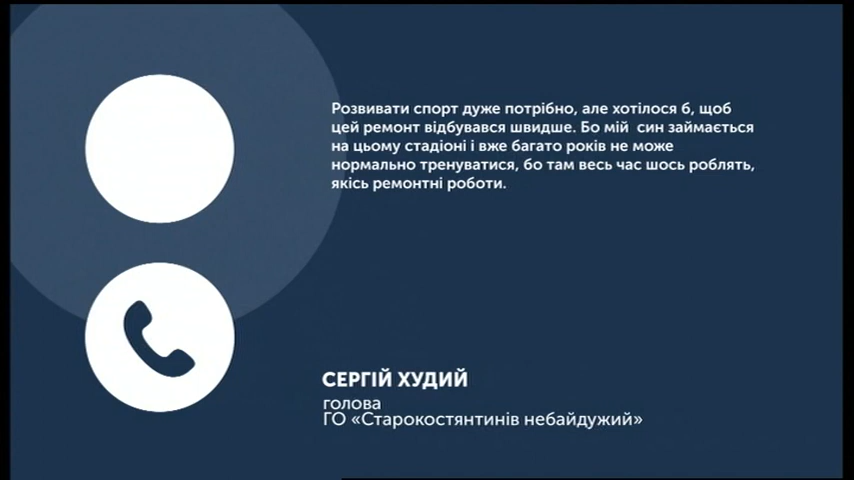 Розвивати спорт дуже потрібно, але хотілося б, щоб
цей ремонт відбувався швидше. Бо мій син займається
на цьому стадіоні і вже багато років не може
нормально тренуватися, бо там весь час шось роблять,
якісь ремонтні роботи.
СЕРГІЙ ХУДИЙ
голова
ГО «Старокостянтинів небайдужий»